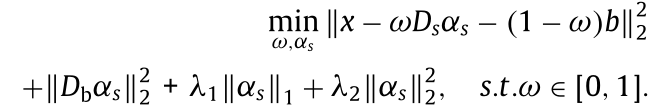 min_{ω,α_s} ‖x − ωD_sα_s − (1 − ω)b‖_2^2
+‖D_bα_s‖_2^2 + λ_1‖α_s‖_1 + λ_2‖α_s‖_2^2, s.t.ω ∈ [0, 1].